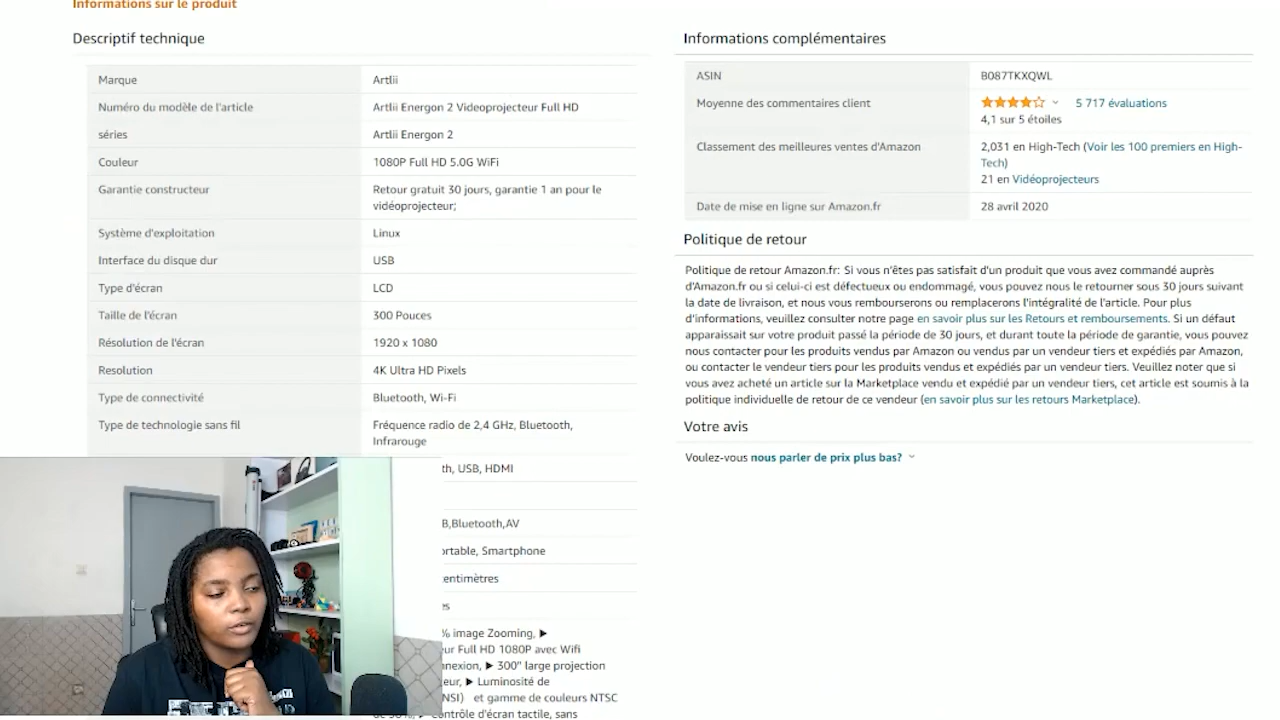 Informations sur le produit
Descriptif technique
Marque Artlii
Numéro du modèle de l'article Artlii Energon 2 Videoprojecteur Full HD
séries Artlii Energon 2
Couleur 1080P Full HD 5.0G WiFi
Garantie constructeur Retour gratuit 30 jours, garantie 1 an pour le
vidéoprojecteur;
Système d'exploitation Linux
Interface du disque dur USB
Type d'écran LCD
Taille de l'écran 300 Pouces
Résolution de l'écran 1920 x 1080
Resolution 4K Ultra HD Pixels
Type de connectivité Bluetooth, Wi-Fi
Type de technologie sans fil Fréquence radio de 2,4 GHz, Bluetooth,
Infrarouge
th, USB, HDMI
B,Bluetooth,AV
ortable, Smartphone
entimètres
es
% image Zooming, ▶
ur Full HD 1080P avec Wifi
nnexion, ▶ 300" large projection
eur, ▶ Luminosité de
NSI) et gamme de couleurs NTSC
Contrôle d'écran tactile, sans
Informations complémentaires
ASIN B087TKXQWL
Moyenne des commentaires client 5 717 évaluations
4,1 sur 5 étoiles
Classement des meilleures ventes d'Amazon 2,031 en High-Tech (Voir les 100 premiers en High-
Tech)
21 en Vidéoprojecteurs
Date de mise en ligne sur Amazon.fr 28 avril 2020
Politique de retour
Politique de retour Amazon.fr: Si vous n'êtes pas satisfait d'un produit que vous avez commandé auprès
d'Amazon.fr ou si celui-ci est défectueux ou endommagé, vous pouvez nous le retourner sous 30 jours suivant
la date de livraison, et nous vous rembourserons ou remplacerons l'intégralité de l'article. Pour plus
d'informations, veuillez consulter notre page en savoir plus sur les Retours et remboursements. Si un défaut
apparaissait sur votre produit passé la période de 30 jours, et durant toute la période de garantie, vous pouvez
nous contacter pour les produits vendus par Amazon ou vendus par un vendeur tiers et expédiés par Amazon,
ou contacter le vendeur tiers pour les produits vendus et expédiés par un vendeur tiers. Veuillez noter que si
vous avez acheté un article sur la Marketplace vendu et expédié par un vendeur tiers, cet article est soumis à la
politique individuelle de retour de ce vendeur (en savoir plus sur les retours Marketplace).
Votre avis
Voulez-vous nous parler de prix plus bas?